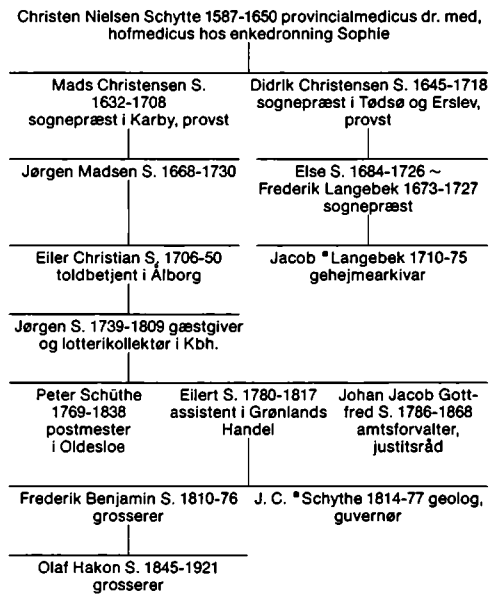 Christen Nielsen Schytte 1587-1650 provincialmedicus dr. med,
hofmedicus hos enkedronning Sophie
Mads Christensen S.
1632-1708
sognepræst i Karby, provst
Didrik Christensen S. 1645-1718
sognepræst i Tødsø og Erslev,
provst
Jørgen Madsen S. 1668-1730
Else S. 1684-1726 ~
Frederik Langebek 1673-1727
sognepræst
Eiler Christian S. 1706-50
toldbetjent i Ålborg
Jacob *Langebek 1710-75
gehejmearkivar
Jørgen S. 1739-1809 gæstgiver
og lotterikollektør i Kbh.
Peter Schüthe
1769-1838
postmester
i Oldesloe
Eilert S. 1780-1817
assistent i Grønlands
Handel
Johan Jacob Gott-
fred S. 1786-1868
amtsforvalter,
justitsråd
Frederik Benjamin S. 1810-76
grosserer
J. C. *Schythe 1814-77 geolog,
guvernør
Olaf Hakon S. 1845-1921
grosserer